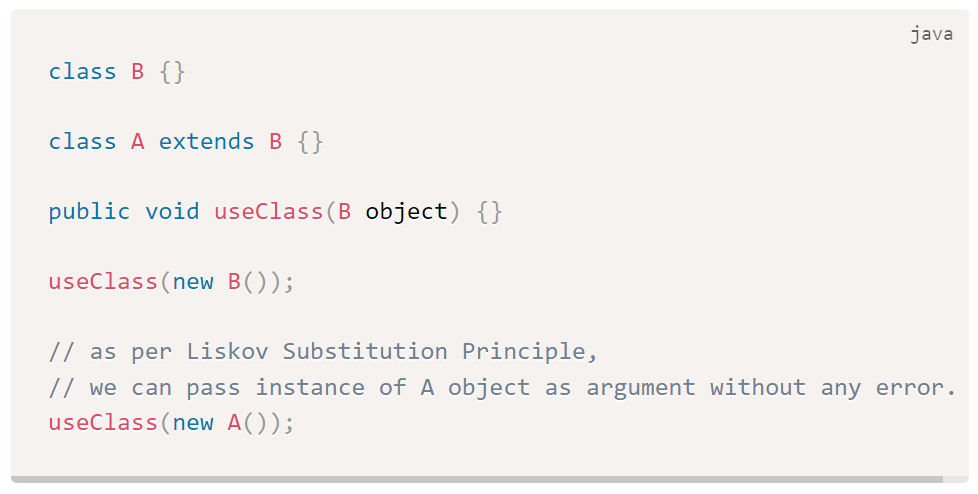 java
class B {}
class A extends B {}
public void useClass(B object) {}
useClass(new B());
// as per Liskov Substitution Principle,
// we can pass instance of A object as argument without any error.
useClass(new A());